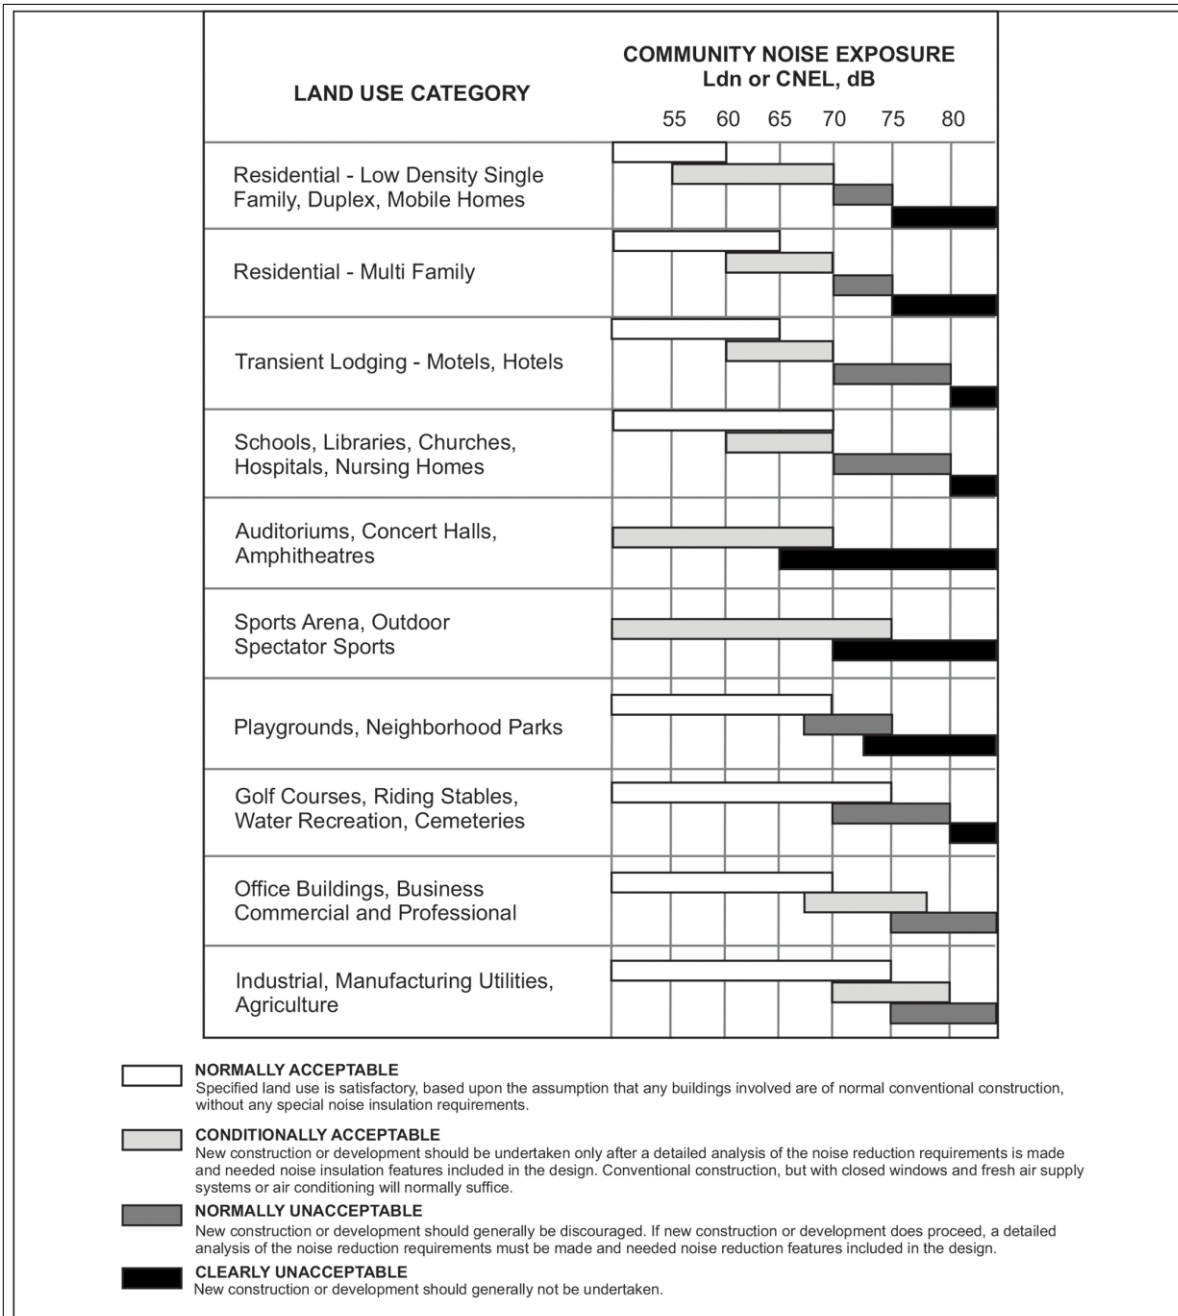 COMMUNITY NOISE EXPOSURE
Ldn or CNEL, dB
LAND USE CATEGORY
55 60 65 70 75 80
Residential - Low Density Single
Family, Duplex, Mobile Homes
Residential - Multi Family
Transient Lodging - Motels, Hotels
Schools, Libraries, Churches,
Hospitals, Nursing Homes
Auditoriums, Concert Halls,
Amphitheatres
Sports Arena, Outdoor
Spectator Sports
Playgrounds, Neighborhood Parks
Golf Courses, Riding Stables,
Water Recreation, Cemeteries
Office Buildings, Business
Commercial and Professional
Industrial, Manufacturing Utilities,
Agriculture
NORMALLY ACCEPTABLE
Specified land use is satisfactory, based upon the assumption that any buildings involved are of normal conventional construction,
without any special noise insulation requirements.
CONDITIONALLY ACCEPTABLE
New construction or development should be undertaken only after a detailed analysis of the noise reduction requirements is made
and needed noise insulation features included in the design. Conventional construction, but with closed windows and fresh air supply
systems or air conditioning will normally suffice.
NORMALLY UNACCEPTABLE
New construction or development should generally be discouraged. If new construction or development does proceed, a detailed
analysis of the noise reduction requirements must be made and needed noise reduction features included in the design.
CLEARLY UNACCEPTABLE
New construction or development should generally not be undertaken.